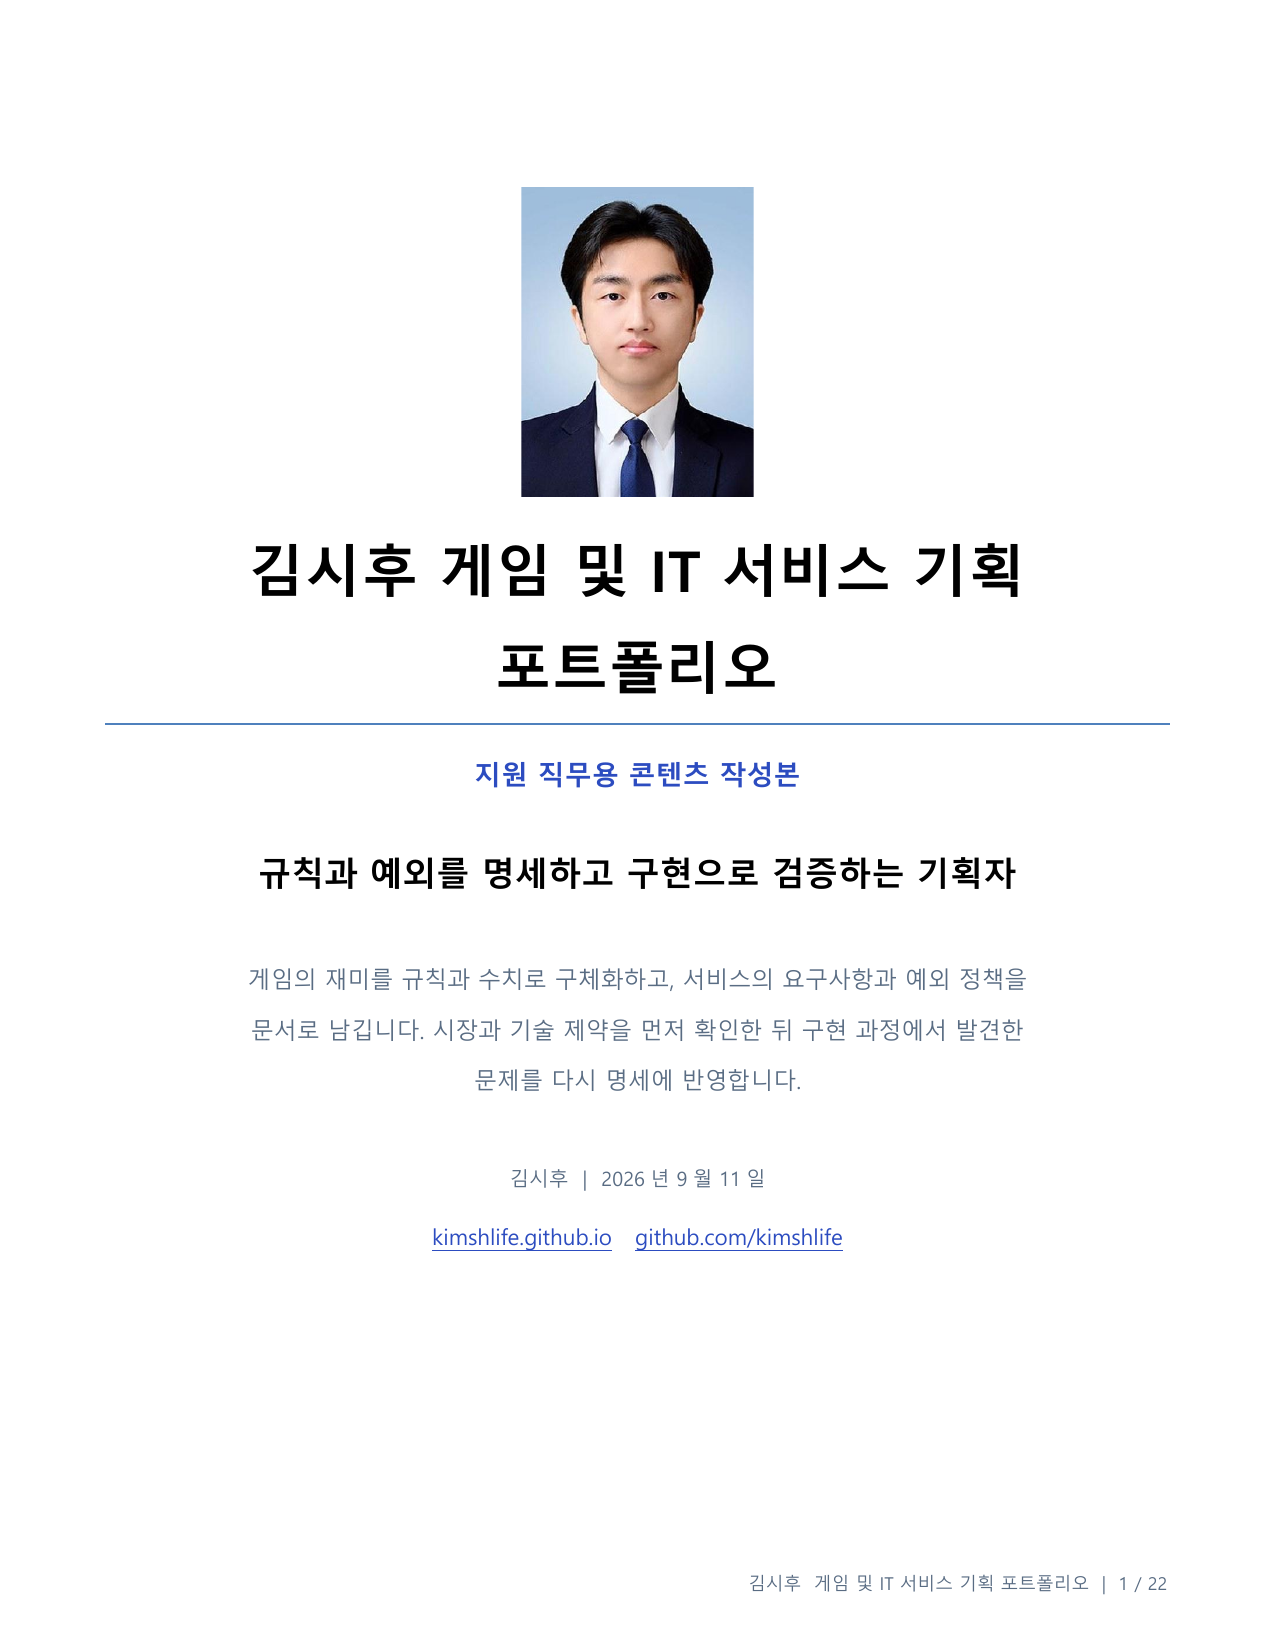 김시후 게임 및 IT 서비스 기획
포트폴리오
지원 직무용 콘텐츠 작성본
규칙과 예외를 명세하고 구현으로 검증하는 기획자
게임의 재미를 규칙과 수치로 구체화하고, 서비스의 요구사항과 예외 정책을
문서로 남깁니다. 시장과 기술 제약을 먼저 확인한 뒤 구현 과정에서 발견한
문제를 다시 명세에 반영합니다.
김시후 | 2026 년 9 월 11 일
kimshlife.github.io github.com/kimshlife
김시후 게임 및 IT 서비스 기획 포트폴리오 | 1 / 22